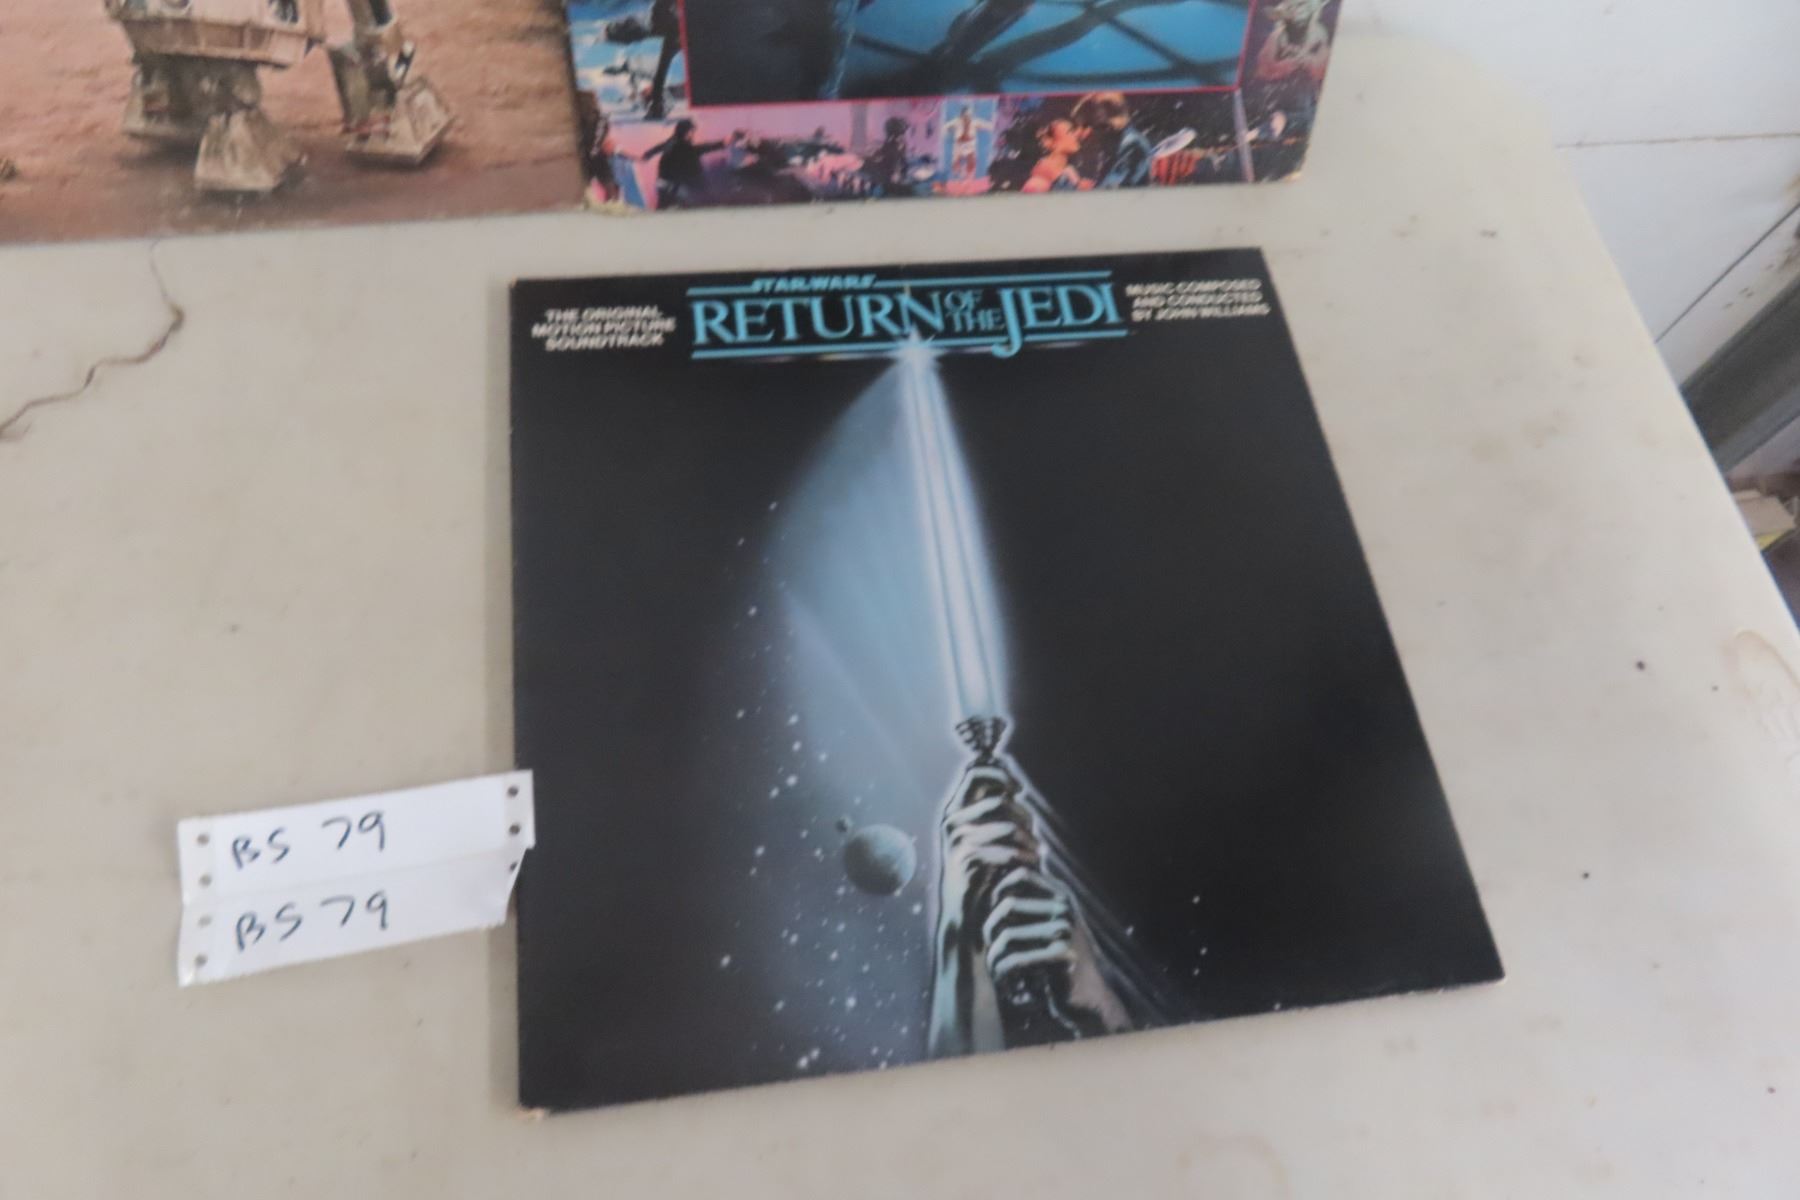 STAR WARS
RETURN OF THE JEDI
THE ORIGINAL
MOTION PICTURE
SOUNDTRACK
MUSIC COMPOSED
AND CONDUCTED
BY JOHN WILLIAMS
BS 79
BS 79